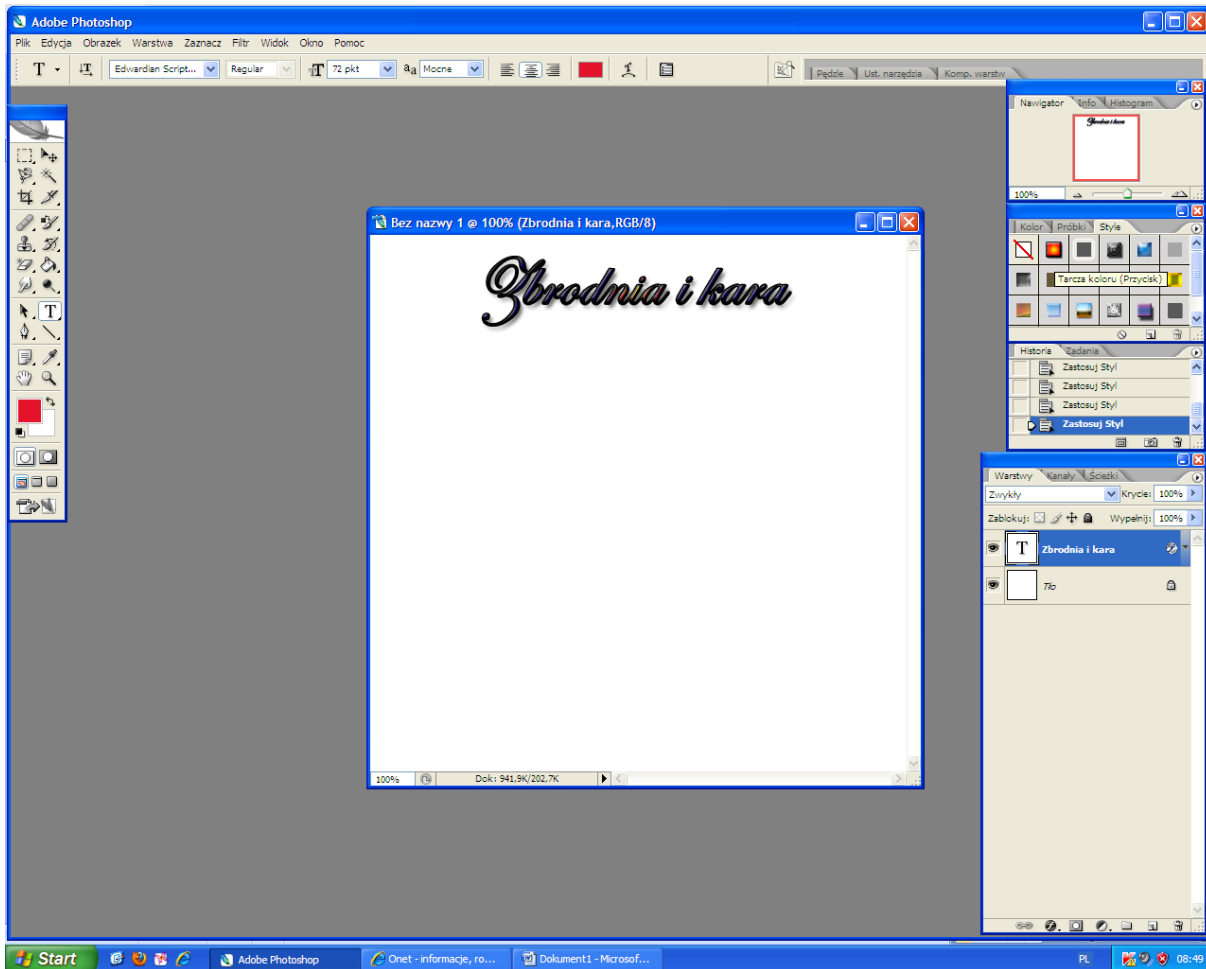 Adobe Photoshop
Plik Edycja Obrazek Warstwa Zaznacz Filtr Widok Okno Pomoc
T Edwardian Script... Regular 72 pkt aa Mocne Pędzle Ust. narzędzia Komp. warstw
Nawigator Info Histogram
Zbrodnia i kara
100%
Bez nazwy 1 @ 100% (Zbrodnia i kara,RGB/8)
Zbrodnia i kara
Kolor Próbki Style
Tarcza koloru (Przycisk)
Historia Zadania
Zastosuj Styl
Zastosuj Styl
Zastosuj Styl
Zastosuj Styl
Warstwy Kanały Ścieżki
Zwykły Krycie: 100%
Zablokuj: Wypełnij: 100%
T Zbrodnia i kara
Tło
100% Dok: 941,9K/202,7K
Start Adobe Photoshop Onet - informacje, ro... Dokument1 - Microsof... PL 08:49